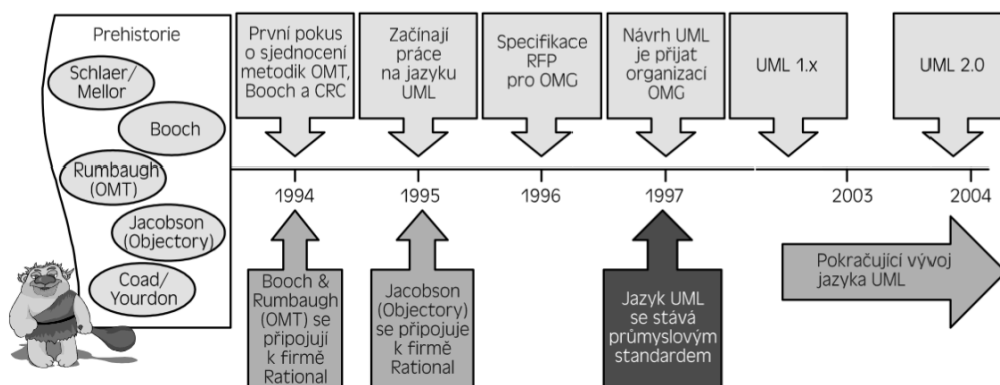 Prehistorie
Schlaer/
Mellor
Booch
Rumbaugh
(OMT)
Jacobson
(Objectory)
Coad/
Yourdon
První pokus
o sjednocení
metodik OMT,
Booch a CRC
Začínají
práce
na jazyku
UML
Specifikace
RFP
pro OMG
Návrh UML
je přijat
organizací
OMG
UML 1.x
UML 2.0
1994
1995
1996
1997
2003
2004
Booch &
Rumbaugh
(OMT) se
připojují
k firmě
Rational
Jacobson
(Objectory)
se připojuje
k firmě
Rational
Jazyk UML
se stává
průmyslovým
standardem
Pokračující vývoj
jazyka UML